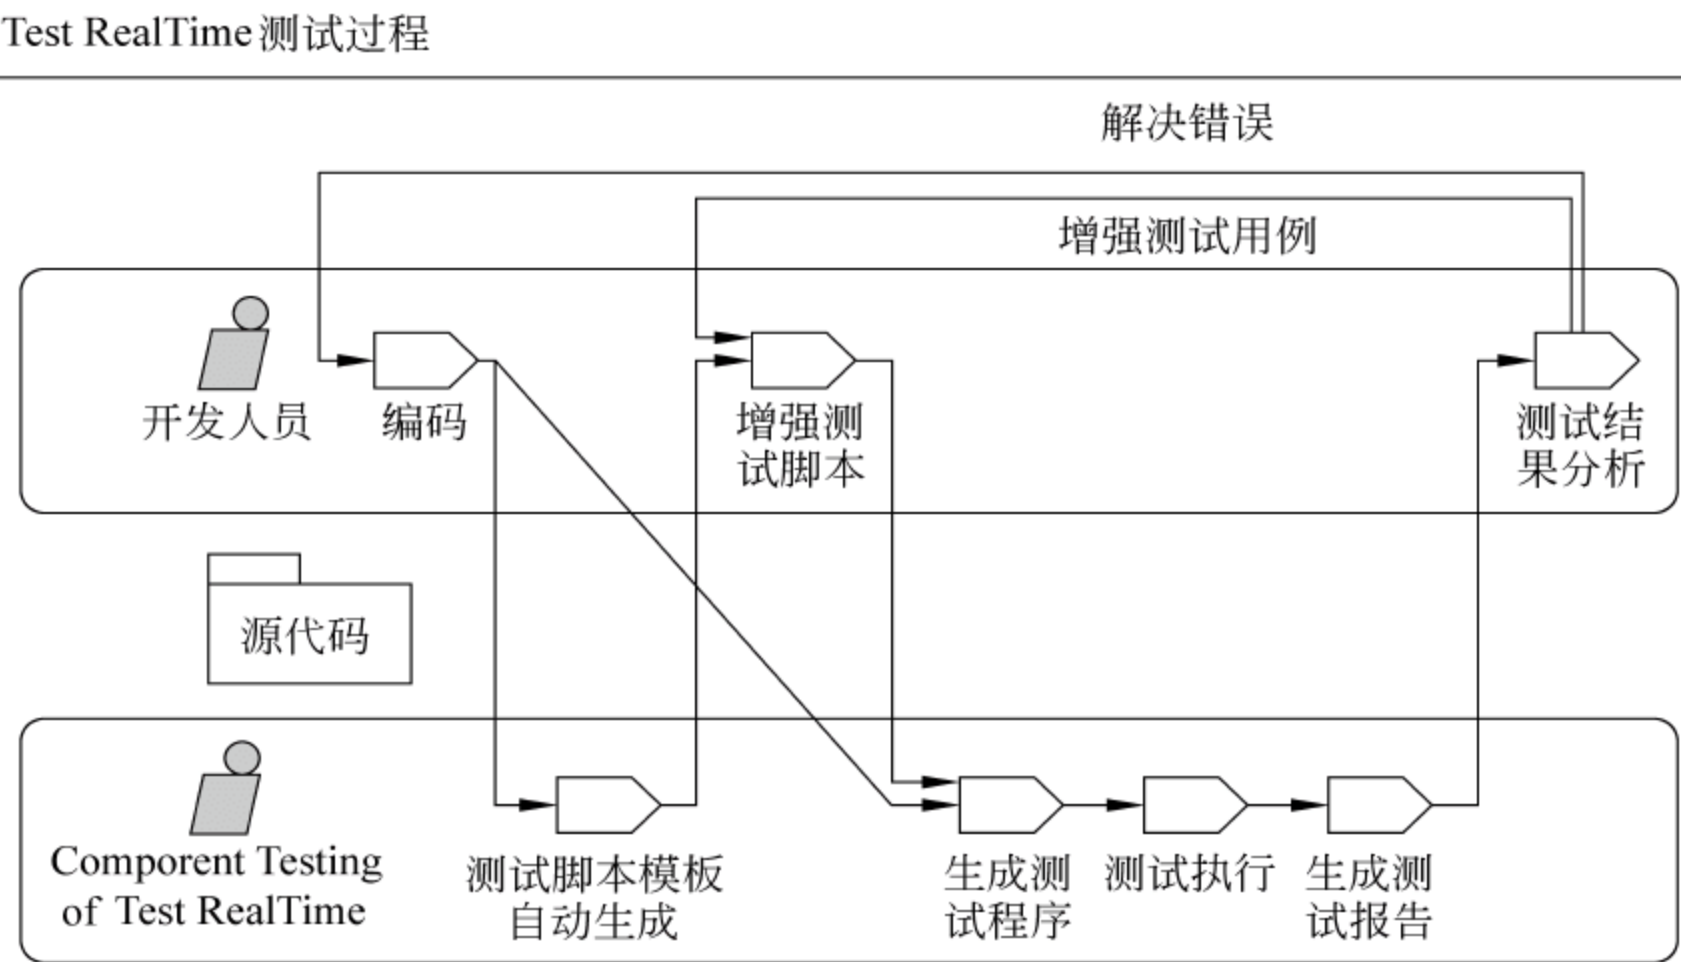 Test RealTime测试过程
解决错误
增强测试用例
开发人员
编码
增强测
试脚本
测试结
果分析
源代码
Comporent Testing
of Test RealTime
测试脚本模板
自动生成
生成测
试程序
测试执行
生成测
试报告